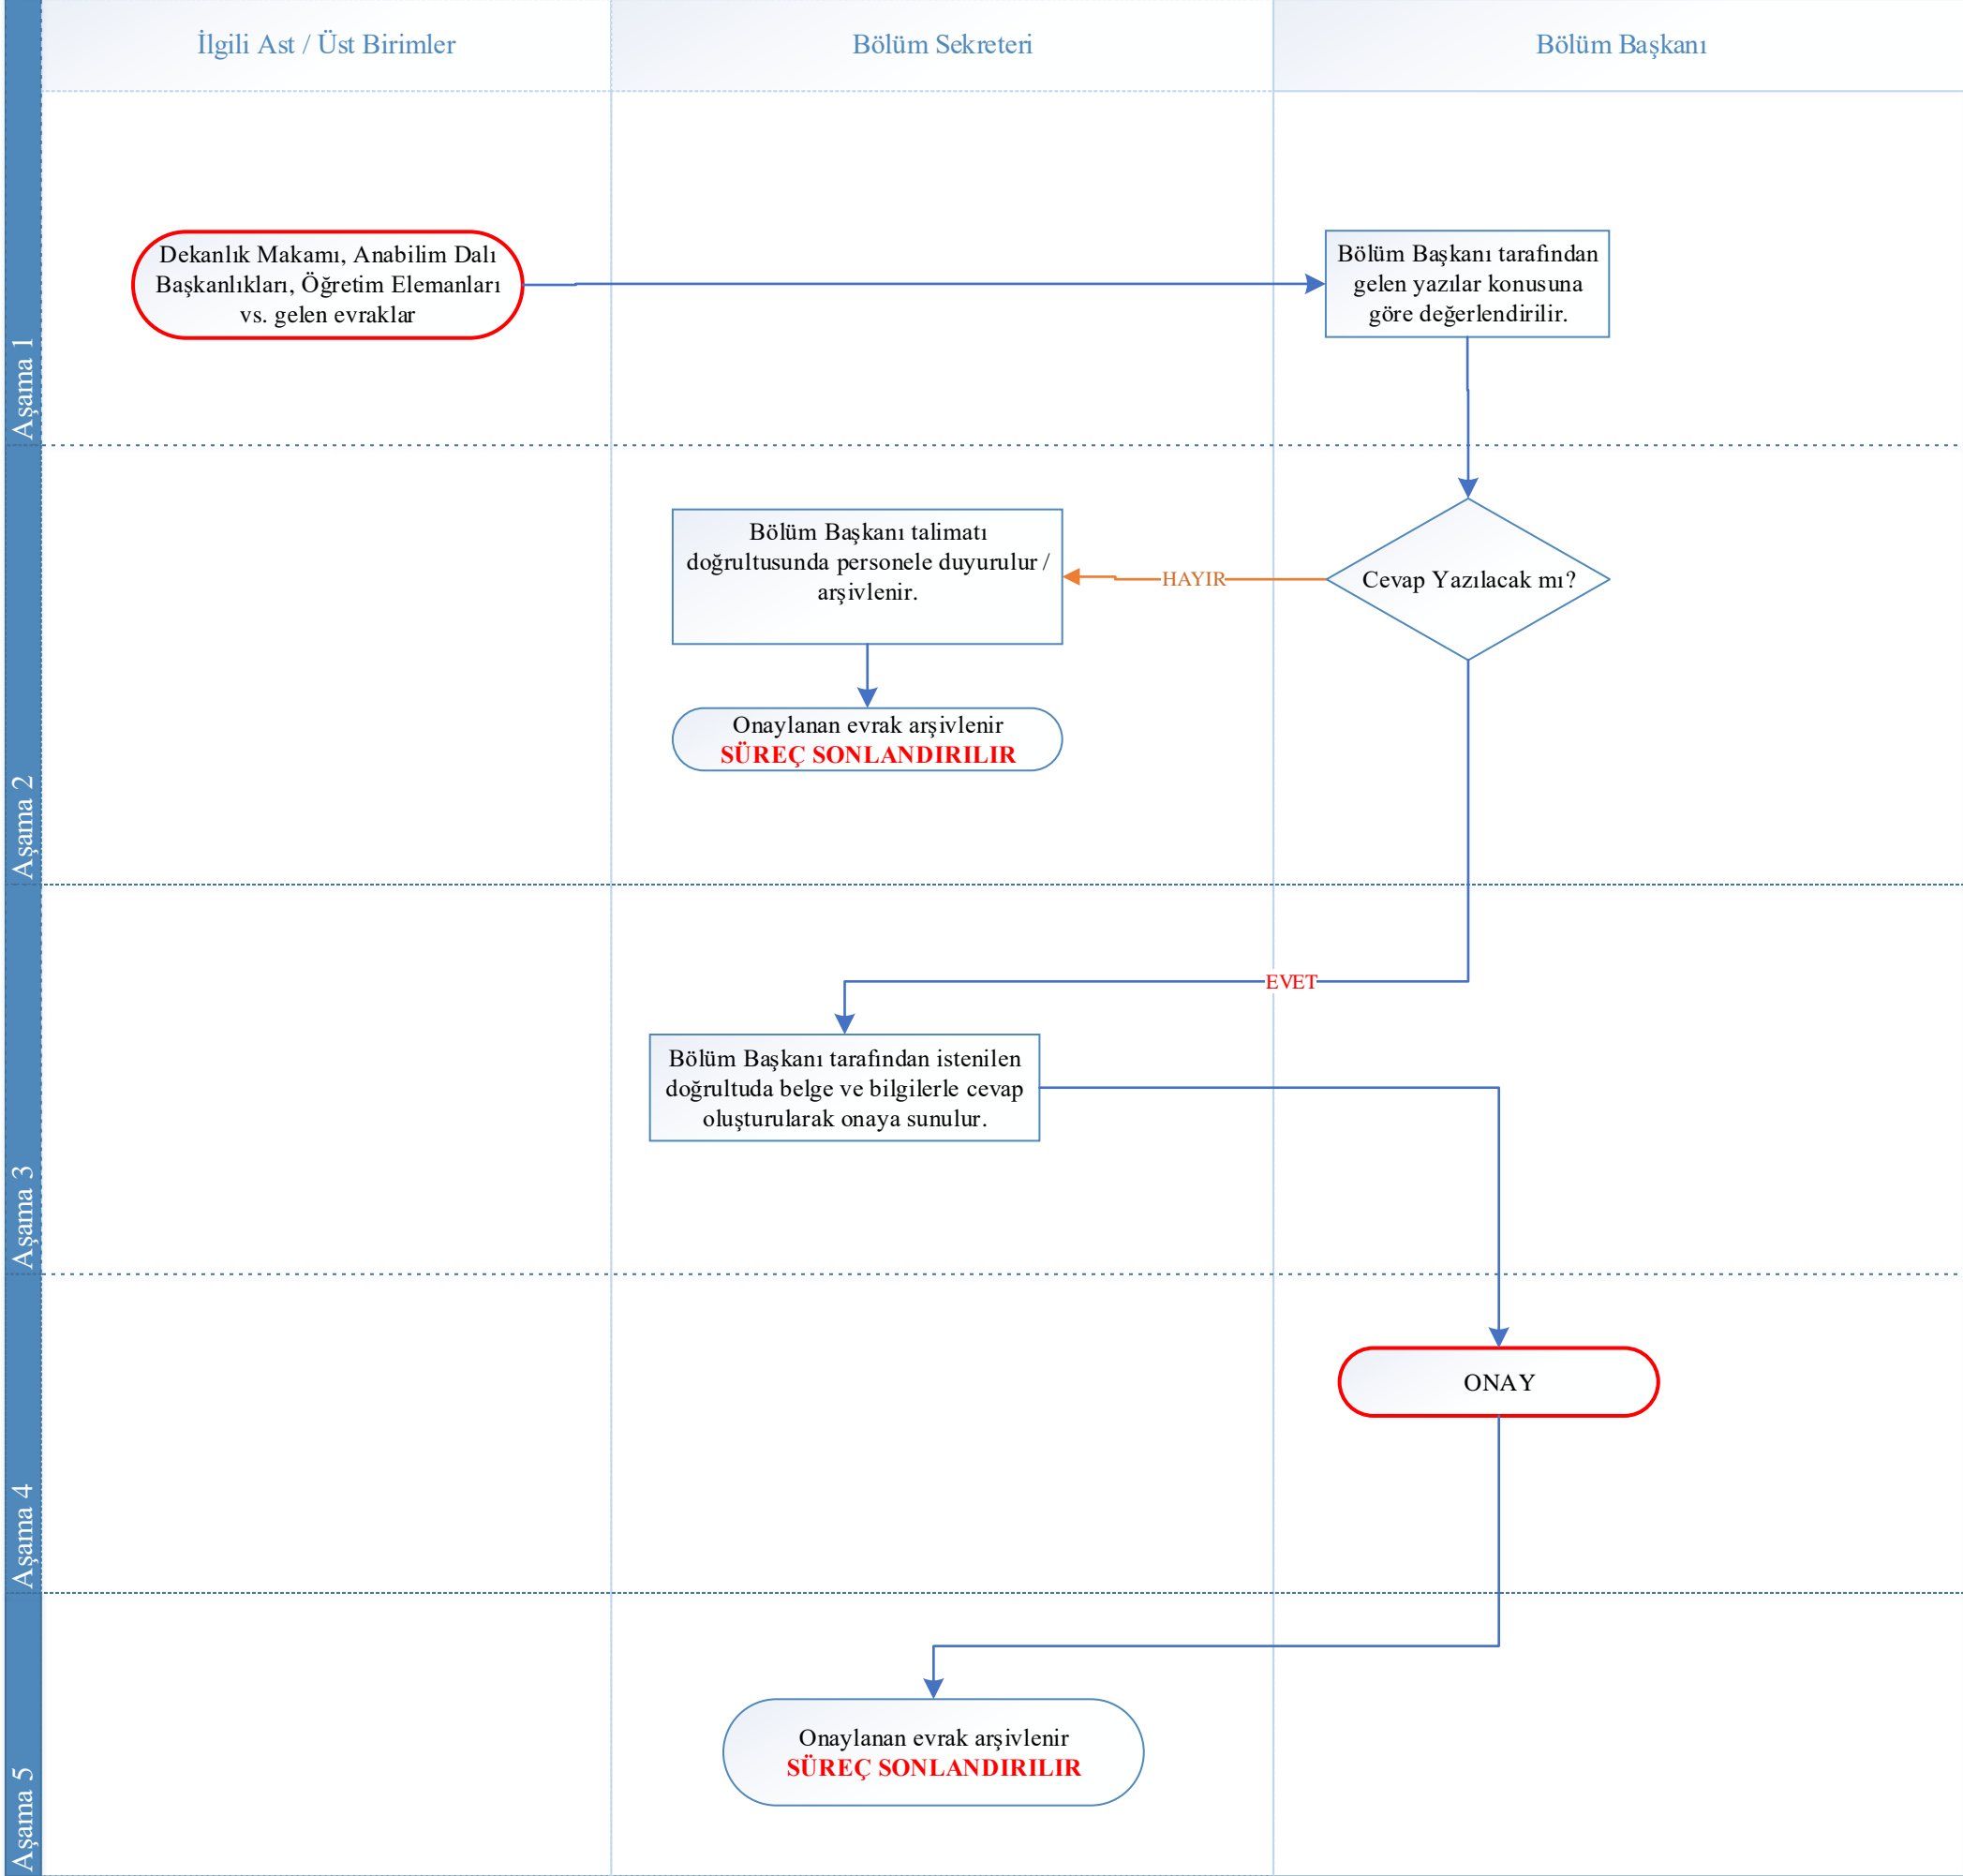 İlgili Ast / Üst Birimler
Bölüm Sekreteri
Bölüm Başkanı
Aşama 1
Dekanlık Makamı, Anabilim Dalı
Başkanlıkları, Öğretim Elemanları
vs. gelen evraklar
Bölüm Başkanı tarafından
gelen yazılar konusuna
göre değerlendirilir.
Aşama 2
Bölüm Başkanı talimatı
doğrultusunda personele duyurulur /
arşivlenir.
HAYIR
Cevap Yazılacak mı?
Onaylanan evrak arşivlenir
SÜREÇ SONLANDIRILIR
Aşama 3
EVET
Bölüm Başkanı tarafından istenilen
doğrultuda belge ve bilgilerle cevap
oluşturularak onaya sunulur.
Aşama 4
ONAY
Aşama 5
Onaylanan evrak arşivlenir
SÜREÇ SONLANDIRILIR